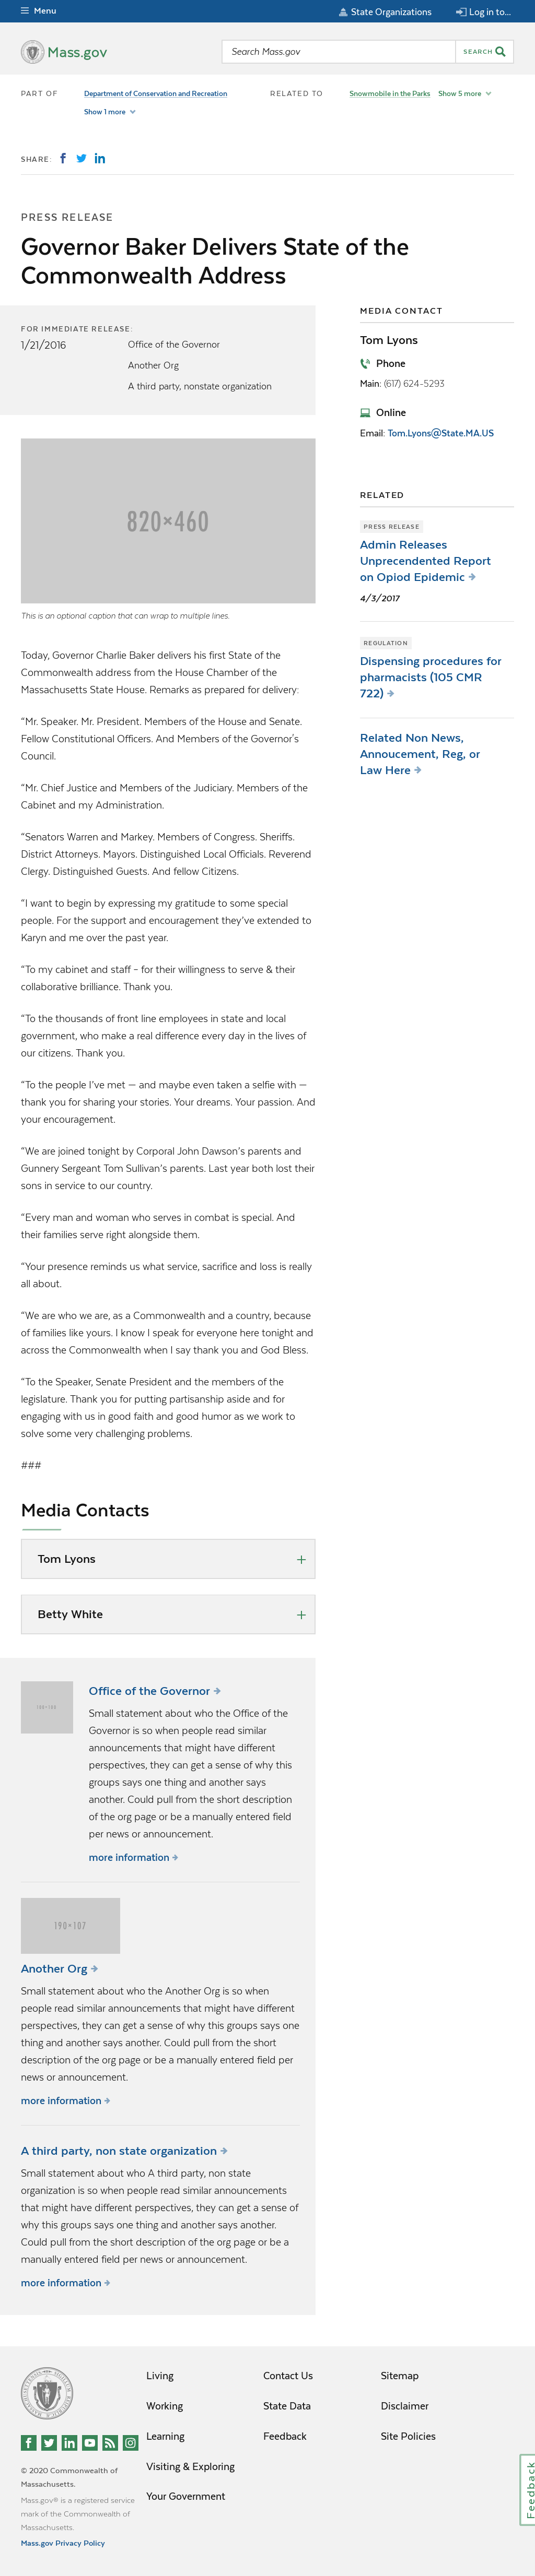 Menu
State Organizations
Log in to...
Mass.gov
Search Mass.gov
SEARCH
PART OF
Department of Conservation and Recreation
Show 1 more
RELATED TO
Snowmobile in the Parks
Show 5 more
SHARE:
PRESS RELEASE
Governor Baker Delivers State of the
Commonwealth Address
FOR IMMEDIATE RELEASE:
1/21/2016
Office of the Governor
Another Org
A third party, nonstate organization
820×460
This is an optional caption that can wrap to multiple lines.
Today, Governor Charlie Baker delivers his first State of the
Commonwealth address from the House Chamber of the
Massachusetts State House. Remarks as prepared for delivery:
“Mr. Speaker. Mr. President. Members of the House and Senate.
Fellow Constitutional Officers. And Members of the Governor's
Council.
“Mr. Chief Justice and Members of the Judiciary. Members of the
Cabinet and my Administration.
“Senators Warren and Markey. Members of Congress. Sheriffs.
District Attorneys. Mayors. Distinguished Local Officials. Reverend
Clergy. Distinguished Guests. And fellow Citizens.
“I want to begin by expressing my gratitude to some special
people. For the support and encouragement they’ve extended to
Karyn and me over the past year.
“To my cabinet and staff – for their willingness to serve & their
collaborative brilliance. Thank you.
“To the thousands of front line employees in state and local
government, who make a real difference every day in the lives of
our citizens. Thank you.
“To the people I’ve met — and maybe even taken a selfie with —
thank you for sharing your stories. Your dreams. Your passion. And
your encouragement.
“We are joined tonight by Corporal John Dawson’s parents and
Gunnery Sergeant Tom Sullivan’s parents. Last year both lost their
sons in service to our country.
“Every man and woman who serves in combat is special. And
their families serve right alongside them.
“Your presence reminds us what service, sacrifice and loss is really
all about.
“We are who we are, as a Commonwealth and a country, because
of families like yours. I know I speak for everyone here tonight and
across the Commonwealth when I say thank you and God Bless.
“To the Speaker, Senate President and the members of the
legislature. Thank you for putting partisanship aside and for
engaging with us in good faith and good humor as we work to
solve some very challenging problems.
###
Media Contacts
Tom Lyons
Betty White
MEDIA CONTACT
Tom Lyons
Phone
Main: (617) 624-5293
Online
Email: Tom.Lyons@State.MA.US
RELATED
PRESS RELEASE
Admin Releases
Unprecendented Report
on Opiod Epidemic
4/3/2017
REGULATION
Dispensing procedures for
pharmacists (105 CMR
722)
Related Non News,
Annoucement, Reg, or
Law Here
100×100
Office of the Governor
Small statement about who the Office of the
Governor is so when people read similar
announcements that might have different
perspectives, they can get a sense of why this
groups says one thing and another says
another. Could pull from the short description
of the org page or be a manually entered field
per news or announcement.
more information
190×107
Another Org
Small statement about who the Another Org is so when
people read similar announcements that might have different
perspectives, they can get a sense of why this groups says one
thing and another says another. Could pull from the short
description of the org page or be a manually entered field per
news or announcement.
more information
A third party, non state organization
Small statement about who A third party, non state
organization is so when people read similar announcements
that might have different perspectives, they can get a sense of
why this groups says one thing and another says another.
Could pull from the short description of the org page or be a
manually entered field per news or announcement.
more information
Living
Working
Learning
Visiting & Exploring
Your Government
Contact Us
State Data
Feedback
Sitemap
Disclaimer
Site Policies
© 2020 Commonwealth of
Massachusetts.
Mass.gov® is a registered service
mark of the Commonwealth of
Massachusetts.
Mass.gov Privacy Policy
Feedback